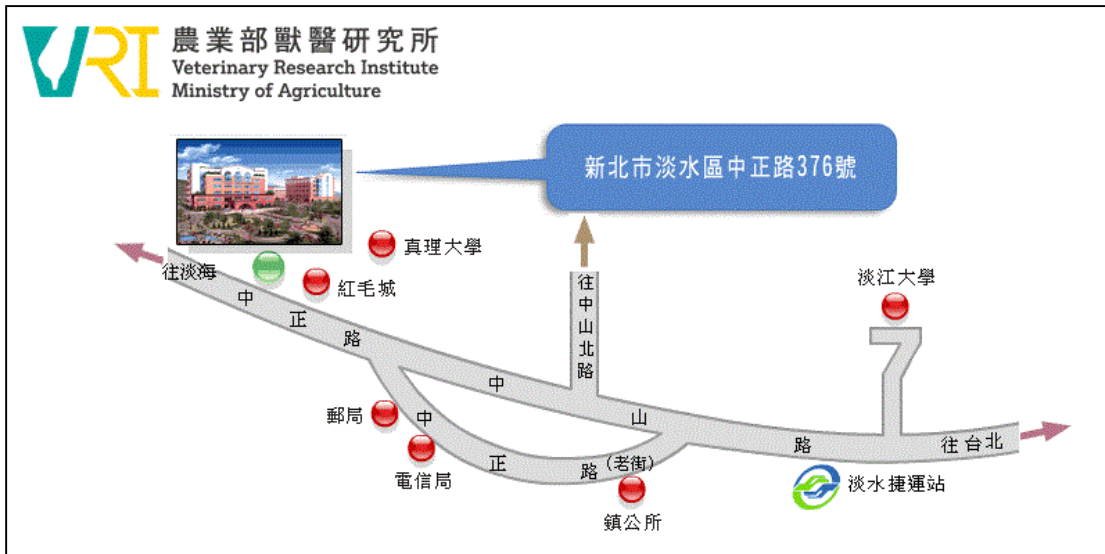 VRI
農業部獸醫研究所
Veterinary Research Institute
Ministry of Agriculture
新北市淡水區中正路376號
真理大學
紅毛城
往淡海
中正路
往中山北路
淡江大學
中山路
往台北
郵局
電信局
中正路(老街)
鎮公所
淡水捷運站